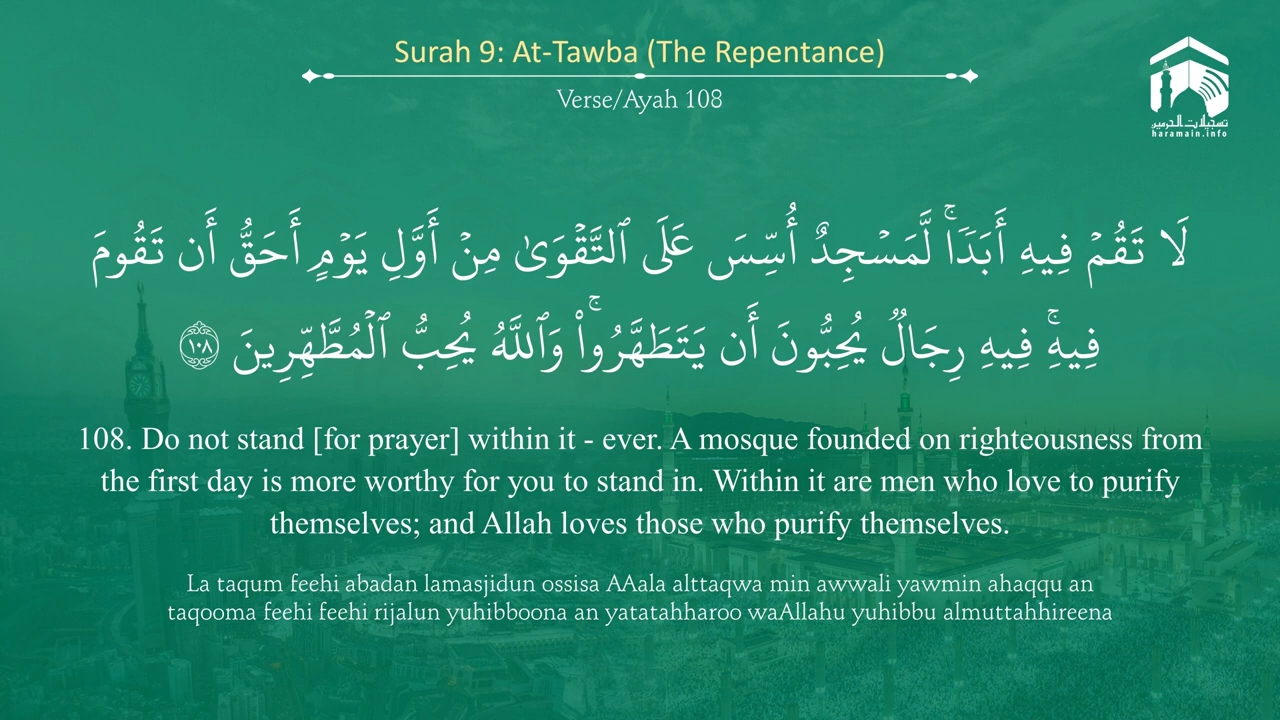 Surah 9: At-Tawba (The Repentance)
Verse/Ayah 108
تسجيلات الحرمين
haramain.info
لَا تَقُمْ فِيهِ أَبَدًا ۚ لَّمَسْجِدٌ أُسِّسَ عَلَى ٱلتَّقْوَىٰ مِنْ أَوَّلِ يَوْمٍ أَحَقُّ أَن تَقُومَ
فِيهِ ۚ فِيهِ رِجَالٌ يُحِبُّونَ أَن يَتَطَهَّرُوا۟ ۚ وَٱللَّهُ يُحِبُّ ٱلْمُطَّهِّرِينَ ١٠٨
108. Do not stand [for prayer] within it - ever. A mosque founded on righteousness from
the first day is more worthy for you to stand in. Within it are men who love to purify
themselves; and Allah loves those who purify themselves.
La taqum feehi abadan lamasjidun ossisa AAala alttaqwa min awwali yawmin ahaqqu an
taqooma feehi feehi rijalun yuhibboona an yatatahharoo waAllahu yuhibbu almuttahhireena